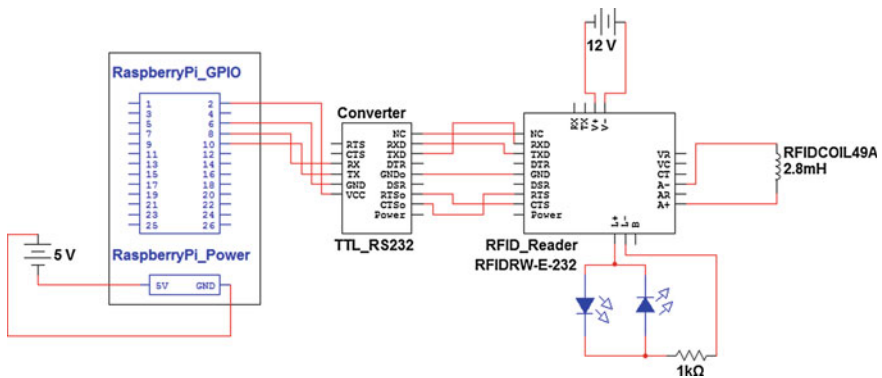 12 V
RaspberryPi_GPIO
1 2
3 4
5 6
7 8
9 10
11 12
13 14
15 16
17 18
19 20
21 22
23 24
25 26
RaspberryPi_Power
5V GND
5 V
Converter
RTS
CTS
RX
TX
GND
VCC
NC
RXD
TXD
DTR
GNDo
DSR
RTSo
CTSo
Power
TTL_RS232
RX
TX
V+
V-
NC
RXD
TXD
DTR
GND
DSR
RTS
CTS
Power
VR
VC
CT
A-
AR
A+
L+
L-
B
RFID_Reader
RFIDRW-E-232
RFIDCOIL49A
2.8mH
1kΩ